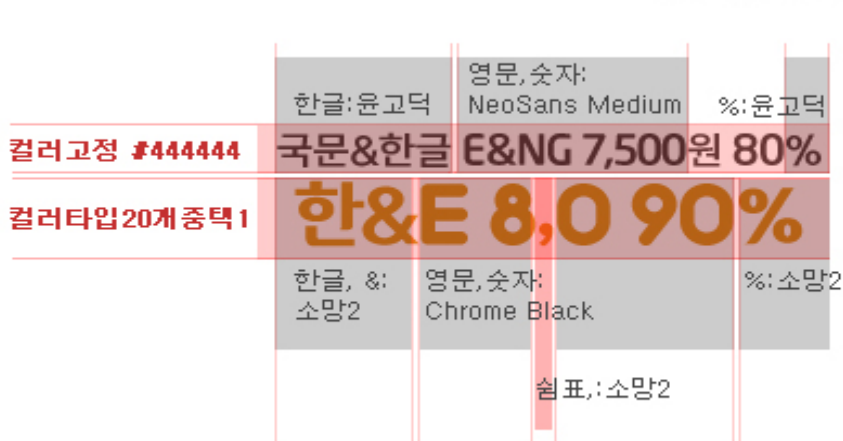 영문,숫자:
한글:윤고덕
NeoSans Medium
%:윤고덕
컬러고정 #444444
국문&한글 E&NG 7,500원 80%
컬러타입20개중택1
한&E 8,0 90%
한글, &:
소망2
영문,숫자:
Chrome Black
%:소망2
쉼표,:소망2